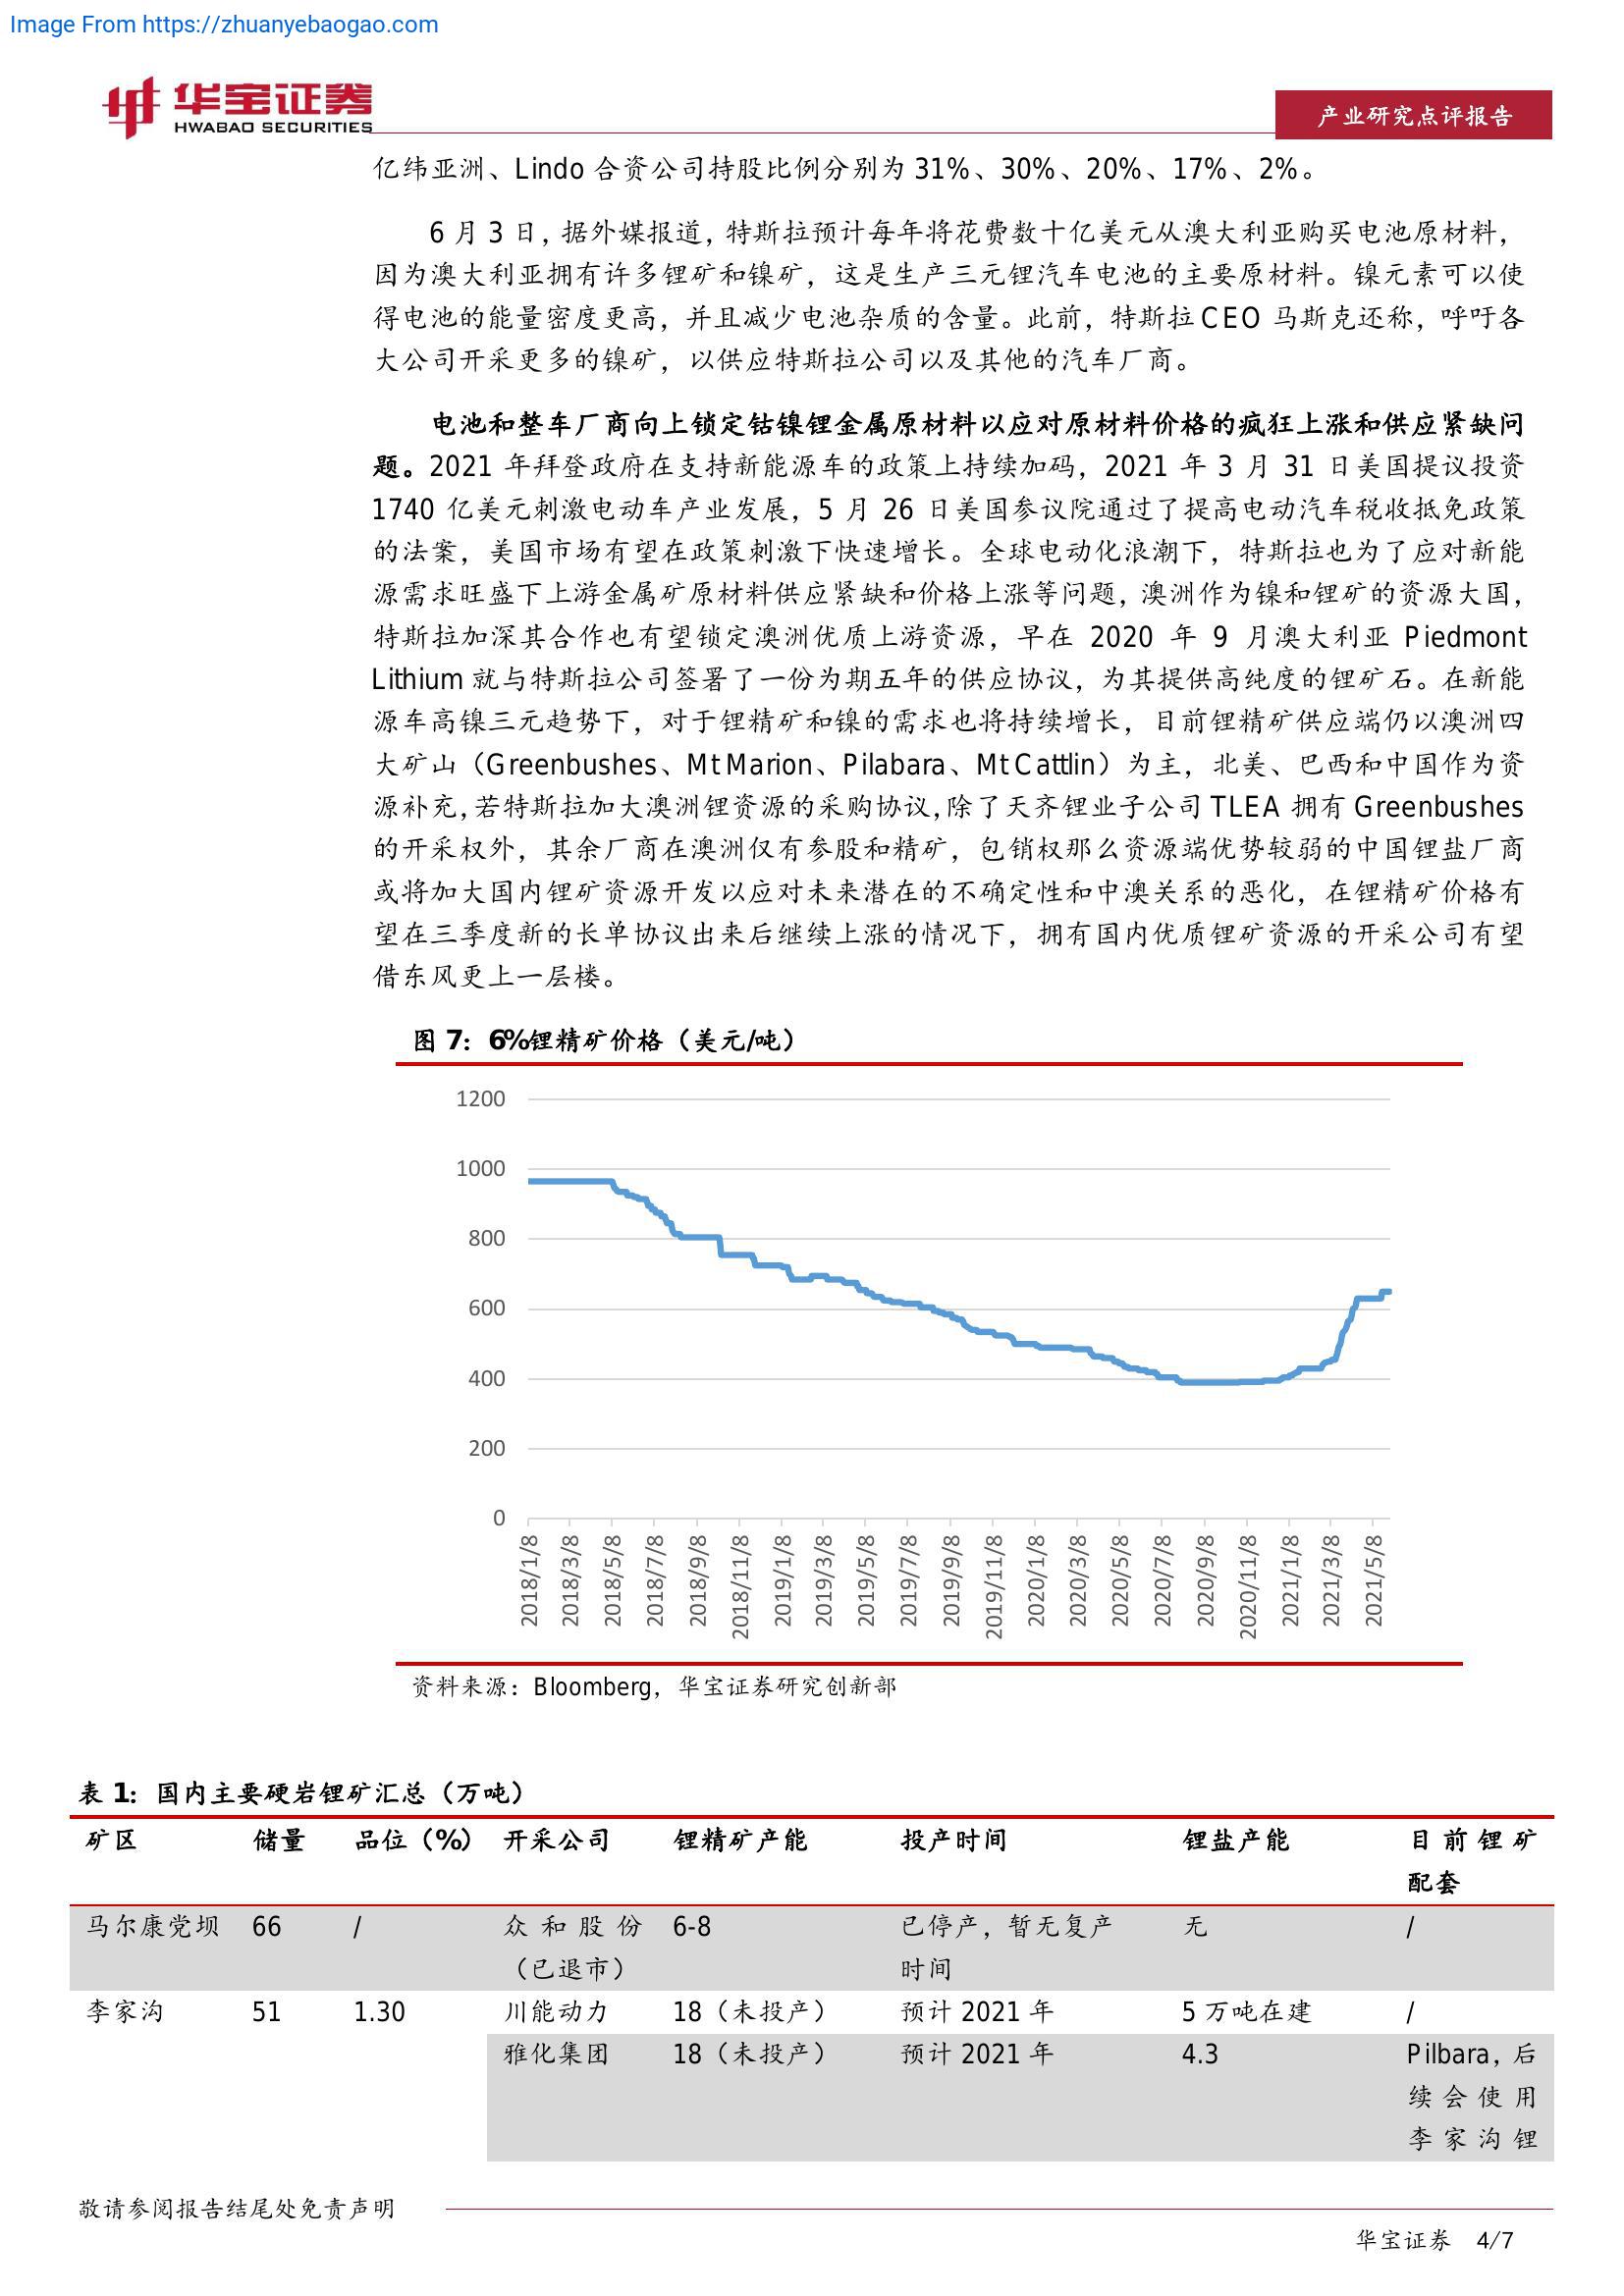 Image From https://zhuanyebaogao.com
华宝证券
HWABAO SECURITIES
产业研究点评报告
亿纬亚洲、Lindo 合资公司持股比例分别为 31%、30%、20%、17%、2%。
6 月 3 日，据外媒报道，特斯拉预计每年将花费数十亿美元从澳大利亚购买电池原材料，
因为澳大利亚拥有许多锂矿和镍矿，这是生产三元锂汽车电池的主要原材料。镍元素可以使
得电池的能量密度更高，并且减少电池杂质的含量。此前，特斯拉 CEO 马斯克还称，呼吁各
大公司开采更多的镍矿，以供应特斯拉公司以及其他的汽车厂商。
电池和整车厂商向上锁定钴镍锂金属原材料以应对原材料价格的疯狂上涨和供应紧缺问
题。2021 年拜登政府在支持新能源车的政策上持续加码，2021 年 3 月 31 日美国提议投资
1740 亿美元刺激电动车产业发展，5 月 26 日美国参议院通过了提高电动汽车税收抵免政策
的法案，美国市场有望在政策刺激下快速增长。全球电动化浪潮下，特斯拉也为了应对新能
源需求旺盛下上游金属矿原材料供应紧缺和价格上涨等问题，澳洲作为镍和锂矿的资源大国，
特斯拉加深其合作也有望锁定澳洲优质上游资源，早在 2020 年 9 月澳大利亚 Piedmont
Lithium 就与特斯拉公司签署了一份为期五年的供应协议，为其提供高纯度的锂矿石。在新能
源车高镍三元趋势下，对于锂精矿和镍的需求也将持续增长，目前锂精矿供应端仍以澳洲四
大矿山（Greenbushes、Mt Marion、Pilabara、Mt Cattlin）为主，北美、巴西和中国作为资
源补充，若特斯拉加大澳洲锂资源的采购协议，除了天齐锂业子公司 TLEA 拥有 Greenbushes
的开采权外，其余厂商在澳洲仅有参股和精矿，包销权那么资源端优势较弱的中国锂盐厂商
或将加大国内锂矿资源开发以应对未来潜在的不确定性和中澳关系的恶化，在锂精矿价格有
望在三季度新的长单协议出来后继续上涨的情况下，拥有国内优质锂矿资源的开采公司有望
借东风更上一层楼。
图 7：6%锂精矿价格（美元/吨）
1200
1000
800
600
400
200
0
2018/1/8 2018/3/8 2018/5/8 2018/7/8 2018/9/8 2018/11/8 2019/1/8 2019/3/8 2019/5/8 2019/7/8 2019/9/8 2019/11/8 2020/1/8 2020/3/8 2020/5/8 2020/7/8 2020/9/8 2020/11/8 2021/1/8 2021/3/8 2021/5/8
资料来源：Bloomberg，华宝证券研究创新部
表 1：国内主要硬岩锂矿汇总（万吨）
矿区 储量 品位（%） 开采公司 锂精矿产能 投产时间 锂盐产能 目前锂矿
配套
马尔康党坝 66 / 众和股份 6-8 已停产，暂无复产 无 /
（已退市） 时间
李家沟 51 1.30 川能动力 18（未投产） 预计 2021 年 5 万吨在建 /
雅化集团 18（未投产） 预计 2021 年 4.3 Pilbara，后
续会使用
李家沟锂
敬请参阅报告结尾处免责声明
华宝证券 4/7